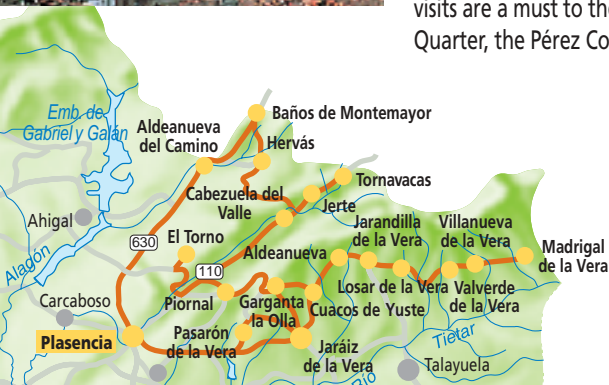 visits are a must to the
Quarter, the Pérez Co
Emb. de
Gabriel y Galán
Aldeanueva
del Camino
Baños de Montemayor
Hervás
Cabezuela del
Valle
Tornavacas
Jerte
Ahigal
630
El Torno
Jarandilla
de la Vera
Villanueva
de la Vera
Alagón
110
Aldeanueva
Madrigal
de la Vera
Carcaboso
Piornal
Garganta
la Olla
Losar de la Vera
Cuacos de Yuste
Valverde
de la Vera
Plasencia
Pasarón
de la Vera
Jaráiz
de la Vera
Tietar
Talayuela
Río